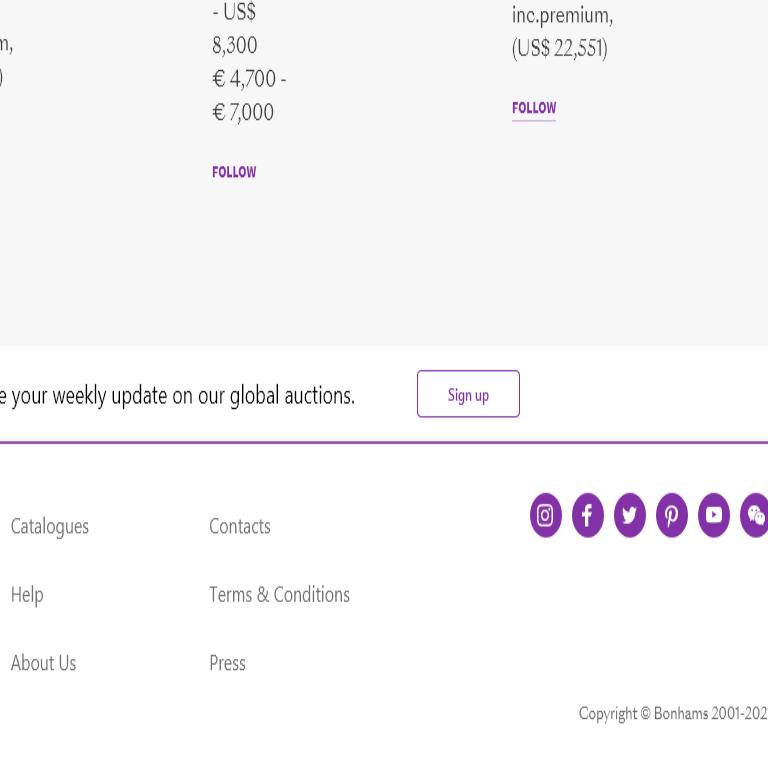 - US$
8,300
€ 4,700 -
€ 7,000
FOLLOW
m,
)
inc.premium,
(US$ 22,551)
FOLLOW
e your weekly update on our global auctions.
Sign up
Catalogues
Help
About Us
Contacts
Terms & Conditions
Press
Copyright © Bonhams 2001-202